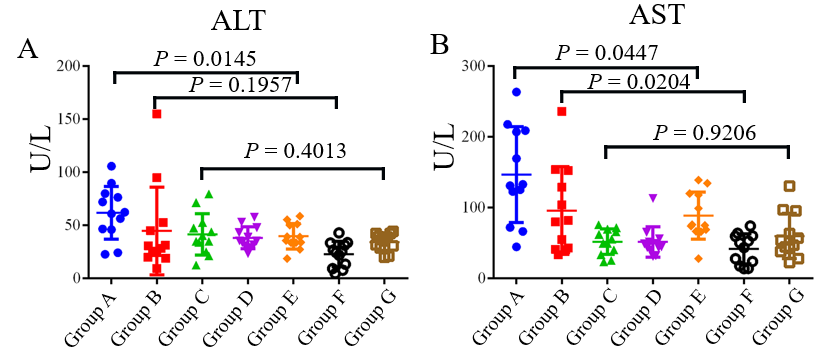 ALT
A
U/L
200
150
100
50
0
P = 0.0145
P = 0.1957
P = 0.4013
Group A
Group B
Group C
Group D
Group E
Group F
Group G
AST
B
U/L
300
200
100
0
P = 0.0447
P = 0.0204
P = 0.9206
Group A
Group B
Group C
Group D
Group E
Group F
Group G